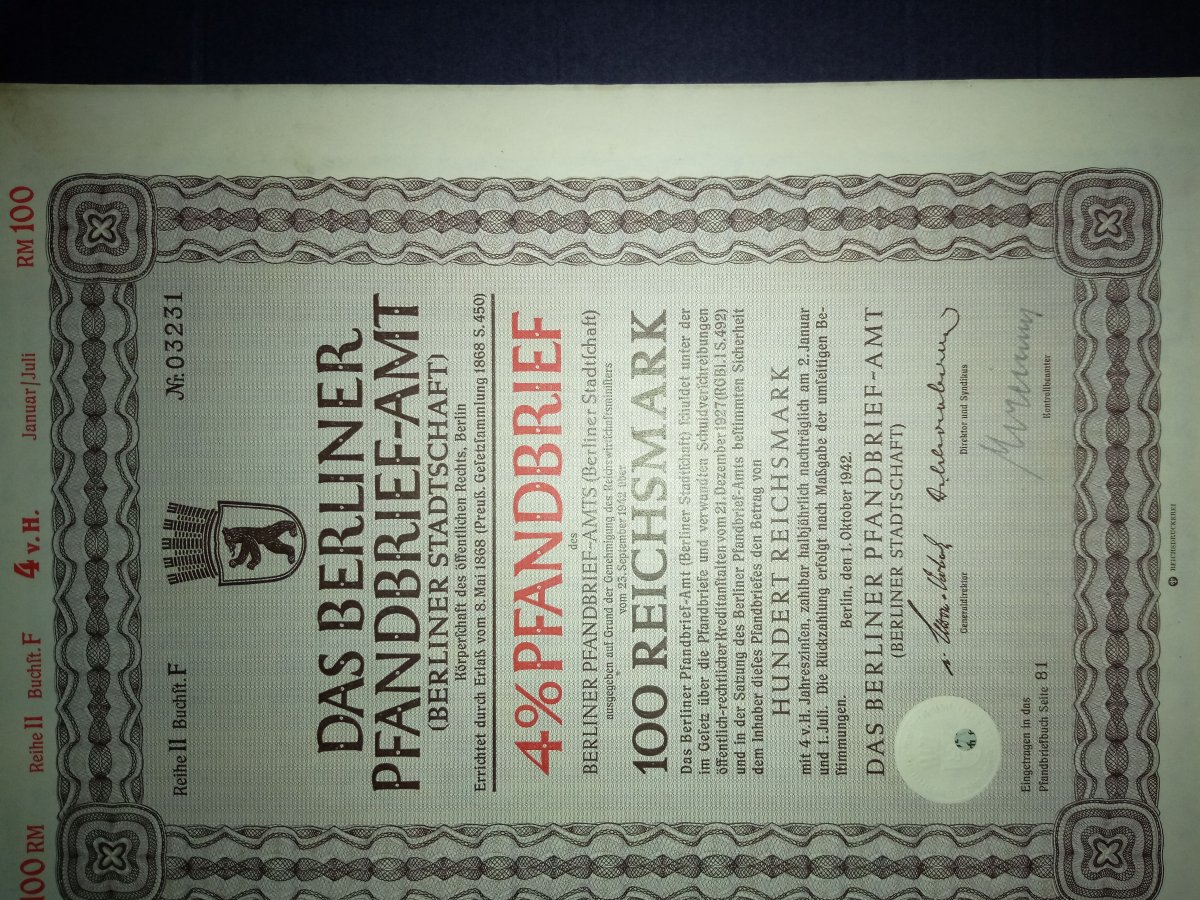 100 RM Reihe II Buchſt. F 4 v. H. Januar/Juli RM 100
Reihe II Buchſt. F
№ 03231
DAS BERLINER
PFANDBRIEF-AMT
(BERLINER STADTSCHAFT)
Körperſchaft des öffentlichen Rechts, Berlin
Errichtet durch Erlaß vom 8. Mai 1868 (Preuß. Geſetzſammlung 1868 S. 450)
4% PFANDBRIEF
des
BERLINER PFANDBRIEF-AMTS (Berliner Stadtſchaft)
ausgegeben auf Grund der Genehmigung des Reichswirtſchaftsminiſters
vom 23. September 1942 über
100 REICHSMARK
Das Berliner Pfandbrief-Amt (Berliner Stadtſchaft) ſchuldet unter der
im Geſetz über die Pfandbriefe und verwandten Schuldverſchreibungen
öffentlich-rechtlicher Kreditanſtalten vom 21. Dezember 1927 (RGBl. I S. 492)
und in der Satzung des Berliner Pfandbrief-Amts beſtimmten Sicherheit
dem Inhaber dieſes Pfandbriefes den Betrag von
HUNDERT REICHSMARK
mit 4 v. H. Jahreszinſen, zahlbar halbjährlich nachträglich am 2. Januar
und 1. Juli. Die Rückzahlung erfolgt nach Maßgabe der umſeitigen Be-
ſtimmungen. Berlin, den 1. Oktober 1942.
DAS BERLINER PFANDBRIEF-AMT
(BERLINER STADTSCHAFT)
Generaldirektor Direktor und Syndikus
Eingetragen in das
Pfandbriefbuch Seite 81
Kontrollbeamter
REICHSDRUCKEREI